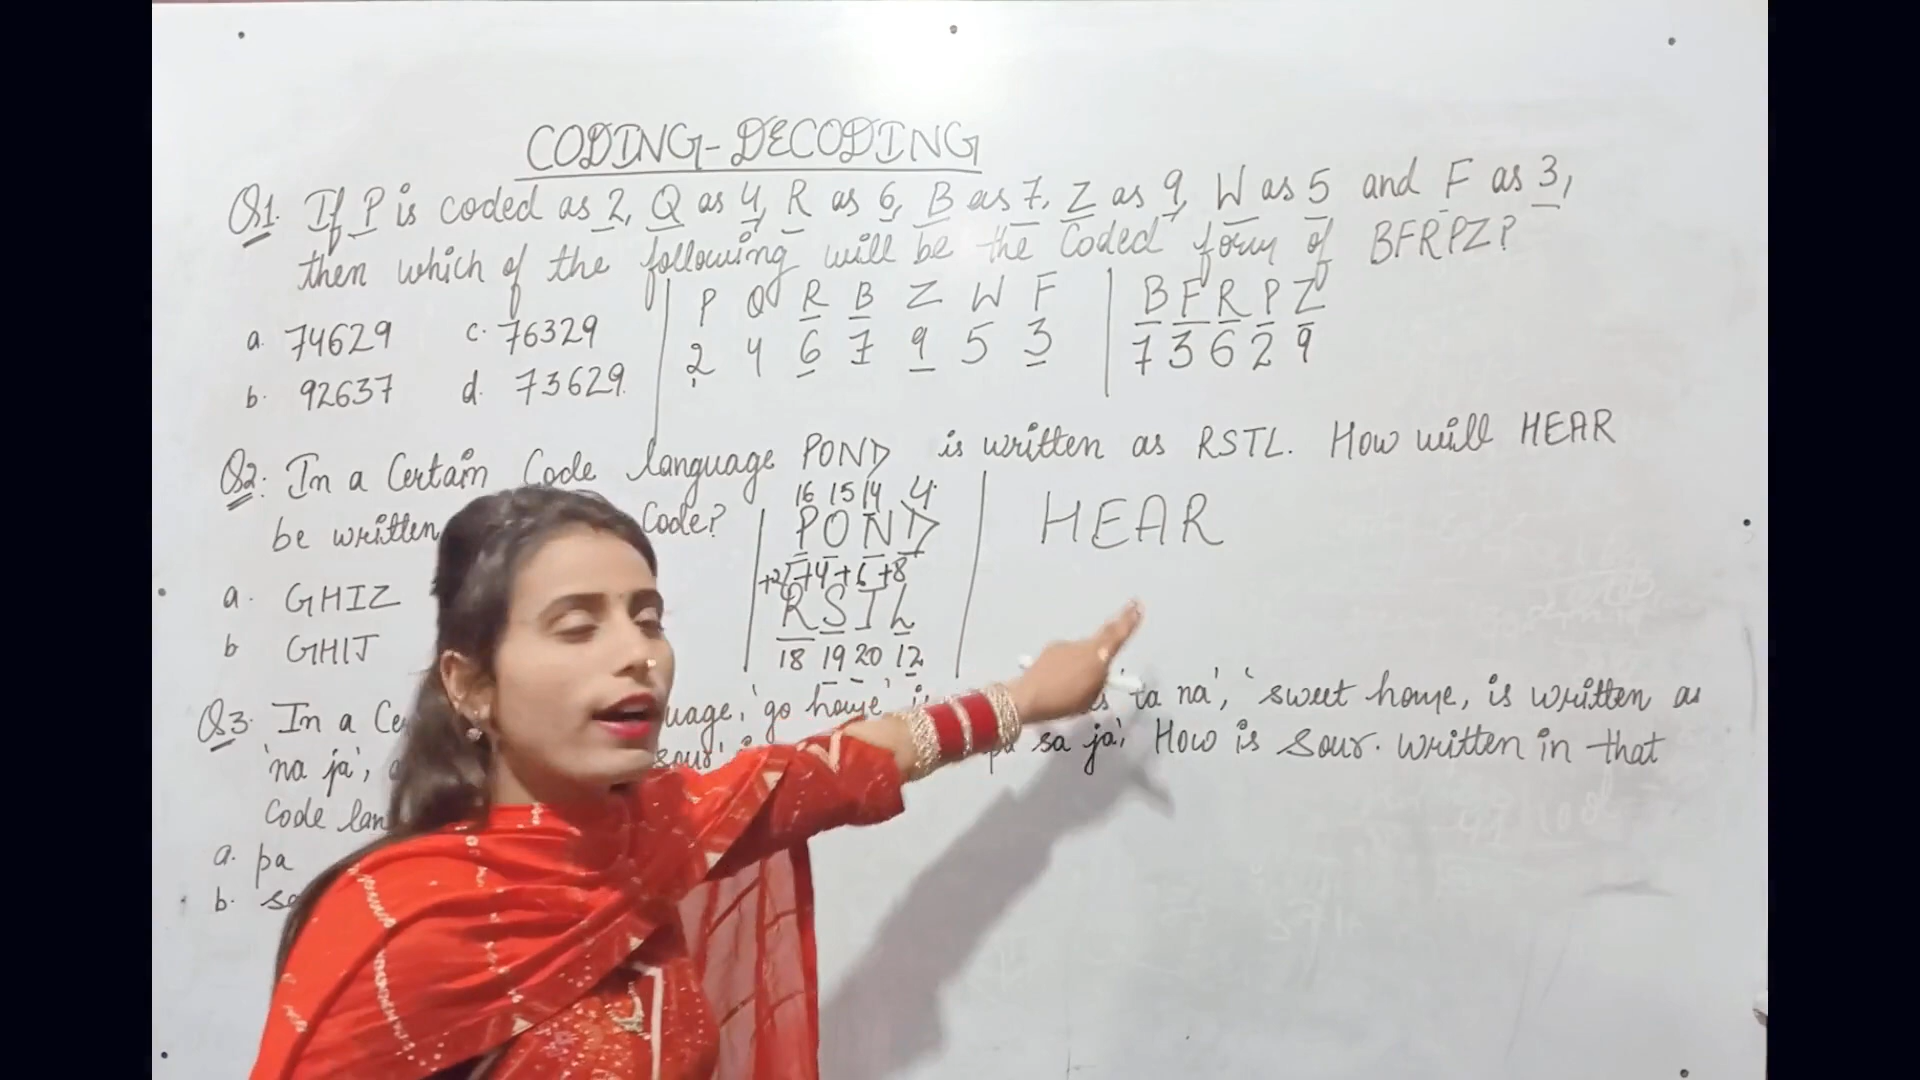 CODING-DECODING
Q1. If P is coded as 2, Q as 4, R as 6, B as 7, Z as 9, W as 5 and F as 3,
then which of the following will be the Coded form of BFRPZ?
a. 74629 c. 76329
b. 92637 d. 73629.
P Q R B Z W F
2 4 6 7 9 5 3
B F R P Z
7 3 6 2 9
Q2. In a Certain Code language POND is written as RSTL. How will HEAR
be written Code?
a. GHIZ
b GHIJ
16 15 14 4.
P O N D
+2 +4 +6 +8
R S T L
18 19 20 12
HEAR
Q3. In a Ce uage, 'go home' 'ta na', 'sweet home, is written as
'na ja', sour' sa ja', How is Sour. written in that
Code lan
a. pa
b.